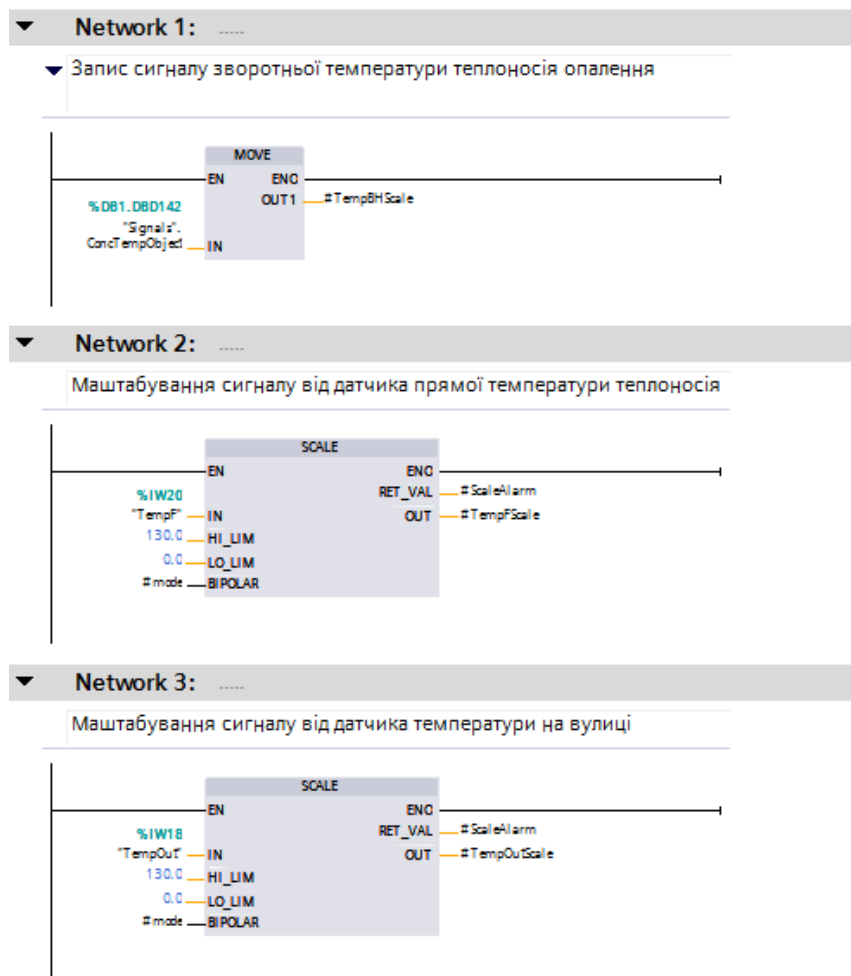 Network 1: .....
Запис сигналу зворотньої температури теплоносія опалення
MOVE
EN ENO
%DB1.DBD142
OUT1 #TempBHScale
"Signals".
ConcTempObject IN
Network 2: .....
Маштабування сигналу від датчика прямої температури теплоносія
SCALE
EN ENO
%IW20
RET_VAL #ScaleAlarm
"TempF" IN OUT #TempFScale
130.0 HI_LIM
0.0 LO_LIM
#mode BIPOLAR
Network 3: .....
Маштабування сигналу від датчика температури на вулиці
SCALE
EN ENO
%IW18
RET_VAL #ScaleAlarm
"TempOut" IN OUT #TempOutScale
130.0 HI_LIM
0.0 LO_LIM
#mode BIPOLAR